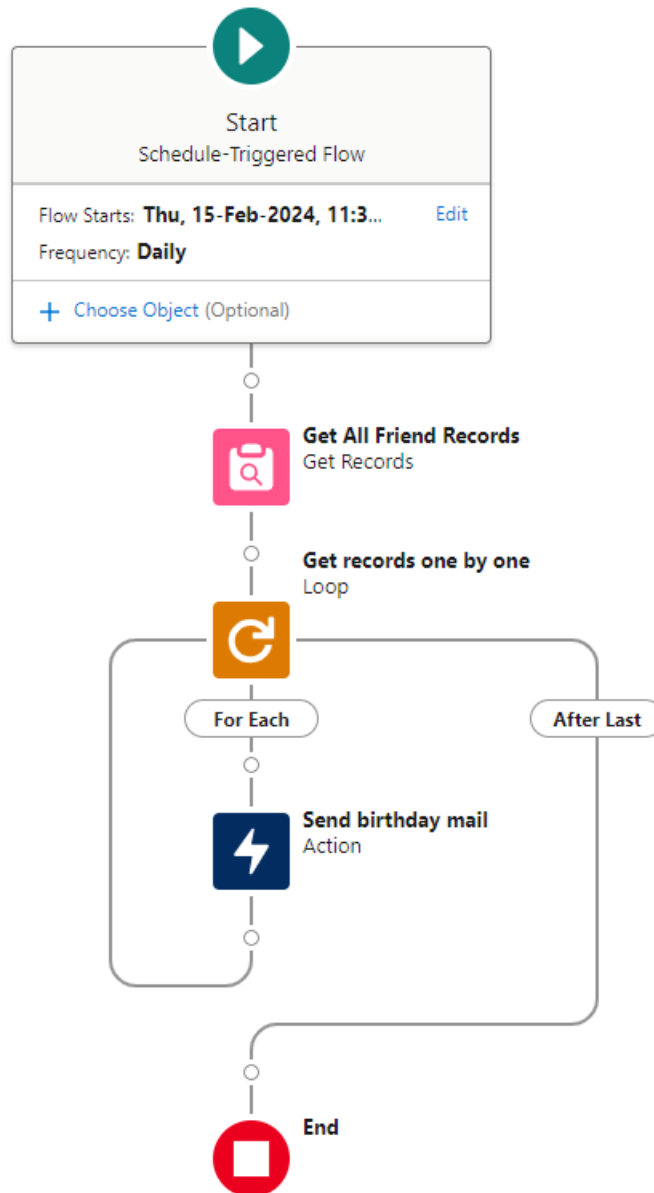 Start
Schedule-Triggered Flow
Flow Starts: Thu, 15-Feb-2024, 11:3... Edit
Frequency: Daily
+ Choose Object (Optional)
Get All Friend Records
Get Records
Get records one by one
Loop
For Each
After Last
Send birthday mail
Action
End